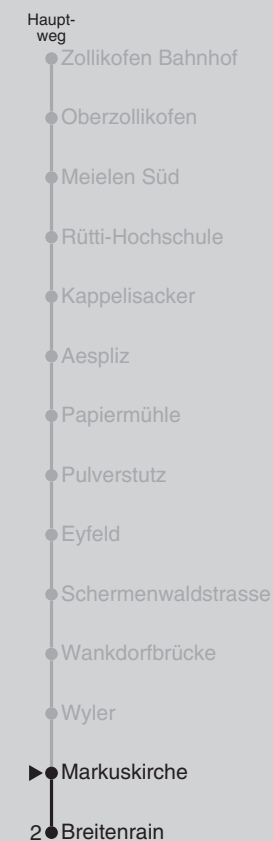 Haupt-
weg
Zollikofen Bahnhof
Oberzollikofen
Meielen Süd
Rütti-Hochschule
Kappelisacker
Aespliz
Papiermühle
Pulverstutz
Eyfeld
Schermenwaldstrasse
Wankdorfbrücke
Wyler
Markuskirche
2 Breitenrain